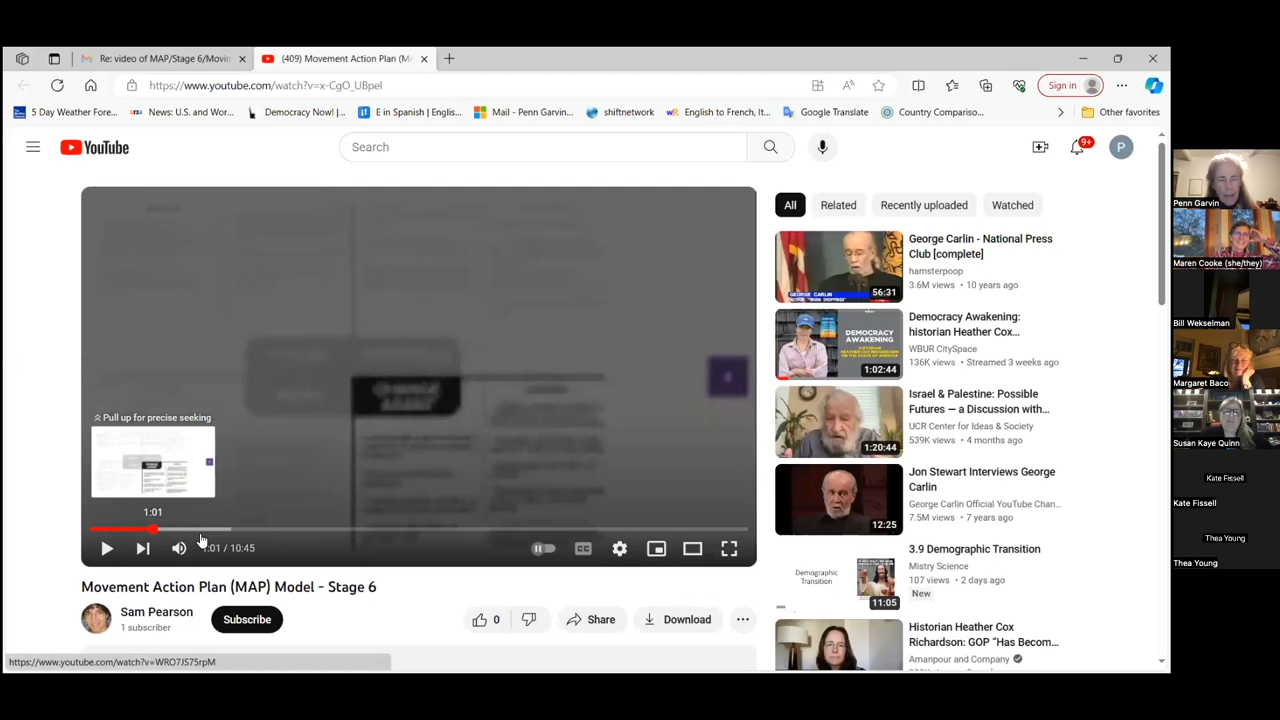 Re: video of MAP/Stage 6/Movin
(409) Movement Action Plan (MA
https://www.youtube.com/watch?v=x-CgO_UBpeI
Sign in
5 Day Weather Fore...
News: U.S. and Wor...
Democracy Now! |...
E in Spanish | Englis...
Mail - Penn Garvin...
shiftnetwork
English to French, It...
Google Translate
Country Compariso...
Other favorites
YouTube
Search
9+
P
All
Related
Recently uploaded
Watched
George Carlin - National Press
Club [complete]
hamsterpoop
3.6M views • 10 years ago
GEORGE CARLIN
56:31
Democracy Awakening:
historian Heather Cox...
WBUR CitySpace
136K views • Streamed 3 weeks ago
DEMOCRACY
AWAKENING
1:02:44
Israel & Palestine: Possible
Futures — a Discussion with...
UCR Center for Ideas & Society
539K views • 4 months ago
1:20:44
Jon Stewart Interviews George
Carlin
George Carlin Official YouTube Chan...
7.5M views • 7 years ago
12:25
3.9 Demographic Transition
Mistry Science
107 views • 2 days ago
New
Demographic
Transition
11:05
Historian Heather Cox
Richardson: GOP “Has Becom...
Amanpour and Company
Pull up for precise seeking
1:01
1:01 / 10:45
CC
Movement Action Plan (MAP) Model - Stage 6
Sam Pearson
1 subscriber
Subscribe
0
Share
Download
https://www.youtube.com/watch?v=WRO7JS75rpM
Penn Garvin
Maren Cooke (she/they)
Bill Wekselman
Margaret Baco
Susan Kaye Quinn
Kate Fissell
Kate Fissell
Thea Young
Thea Young